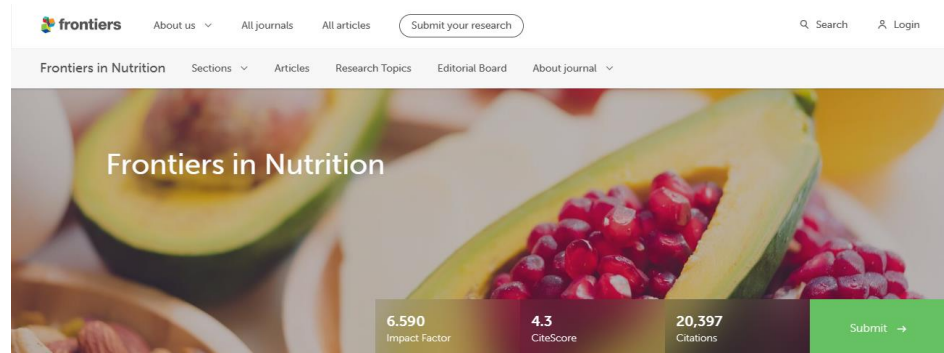 frontiers About us All journals All articles Submit your research Search Login
Frontiers in Nutrition Sections Articles Research Topics Editorial Board About journal
Frontiers in Nutrition
6.590 4.3 20,397
Impact Factor CiteScore Citations Submit →